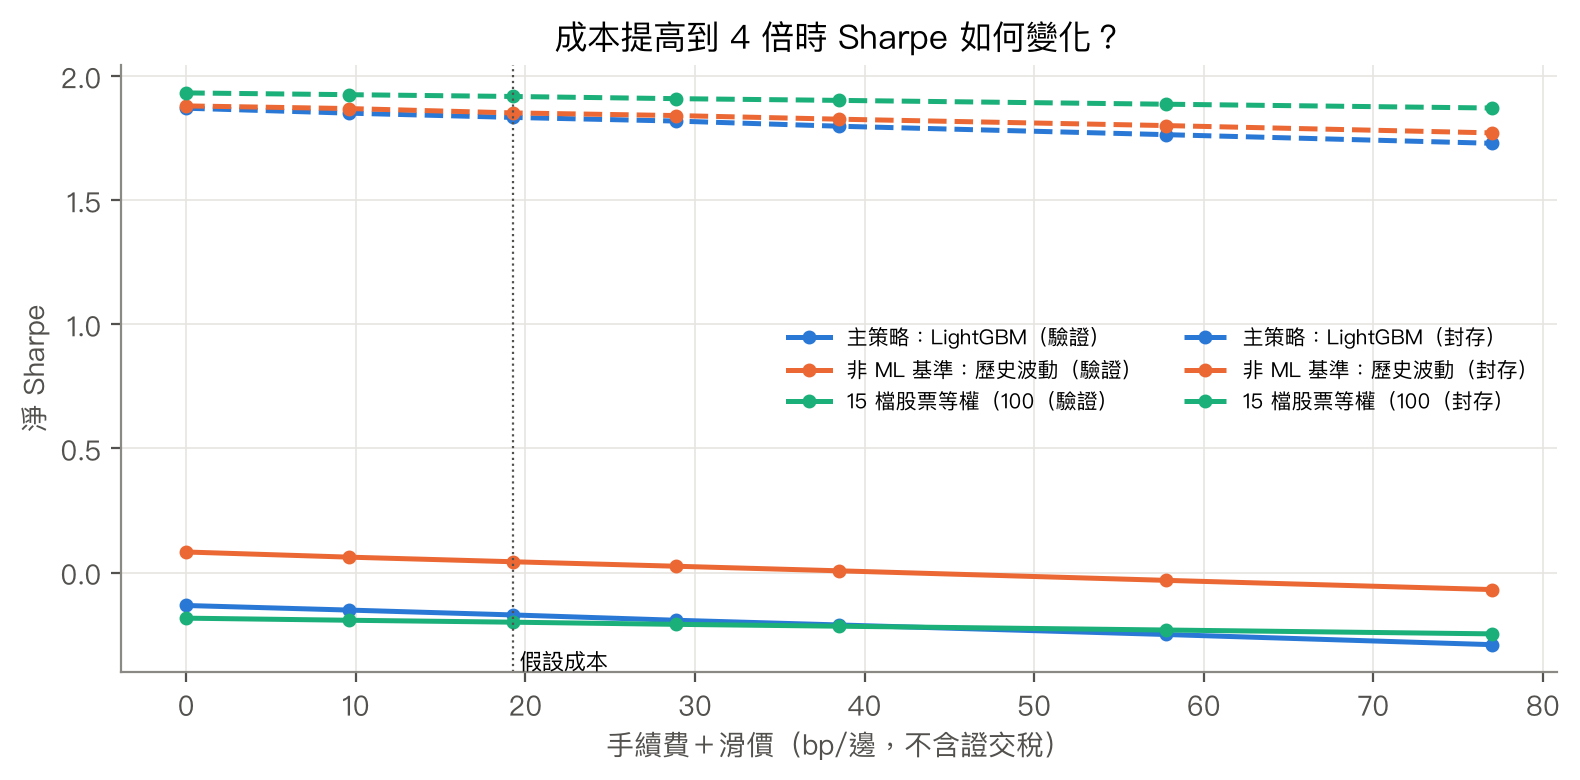 成本提高到 4 倍時 Sharpe 如何變化？
淨 Sharpe
2.0
1.5
1.0
0.5
0.0
主策略：LightGBM（驗證）
非 ML 基準：歷史波動（驗證）
15 檔股票等權（100（驗證）
主策略：LightGBM（封存）
非 ML 基準：歷史波動（封存）
15 檔股票等權（100（封存）
假設成本
0 10 20 30 40 50 60 70 80
手續費＋滑價（bp/邊，不含證交稅）